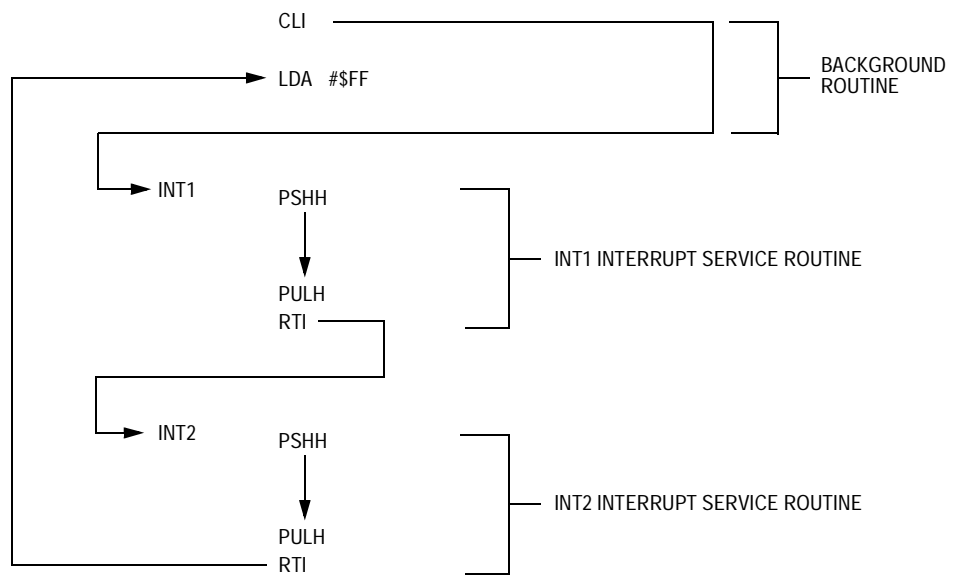 CLI
LDA #$FF
BACKGROUND
ROUTINE
INT1
PSHH
INT1 INTERRUPT SERVICE ROUTINE
PULH
RTI
INT2
PSHH
INT2 INTERRUPT SERVICE ROUTINE
PULH
RTI